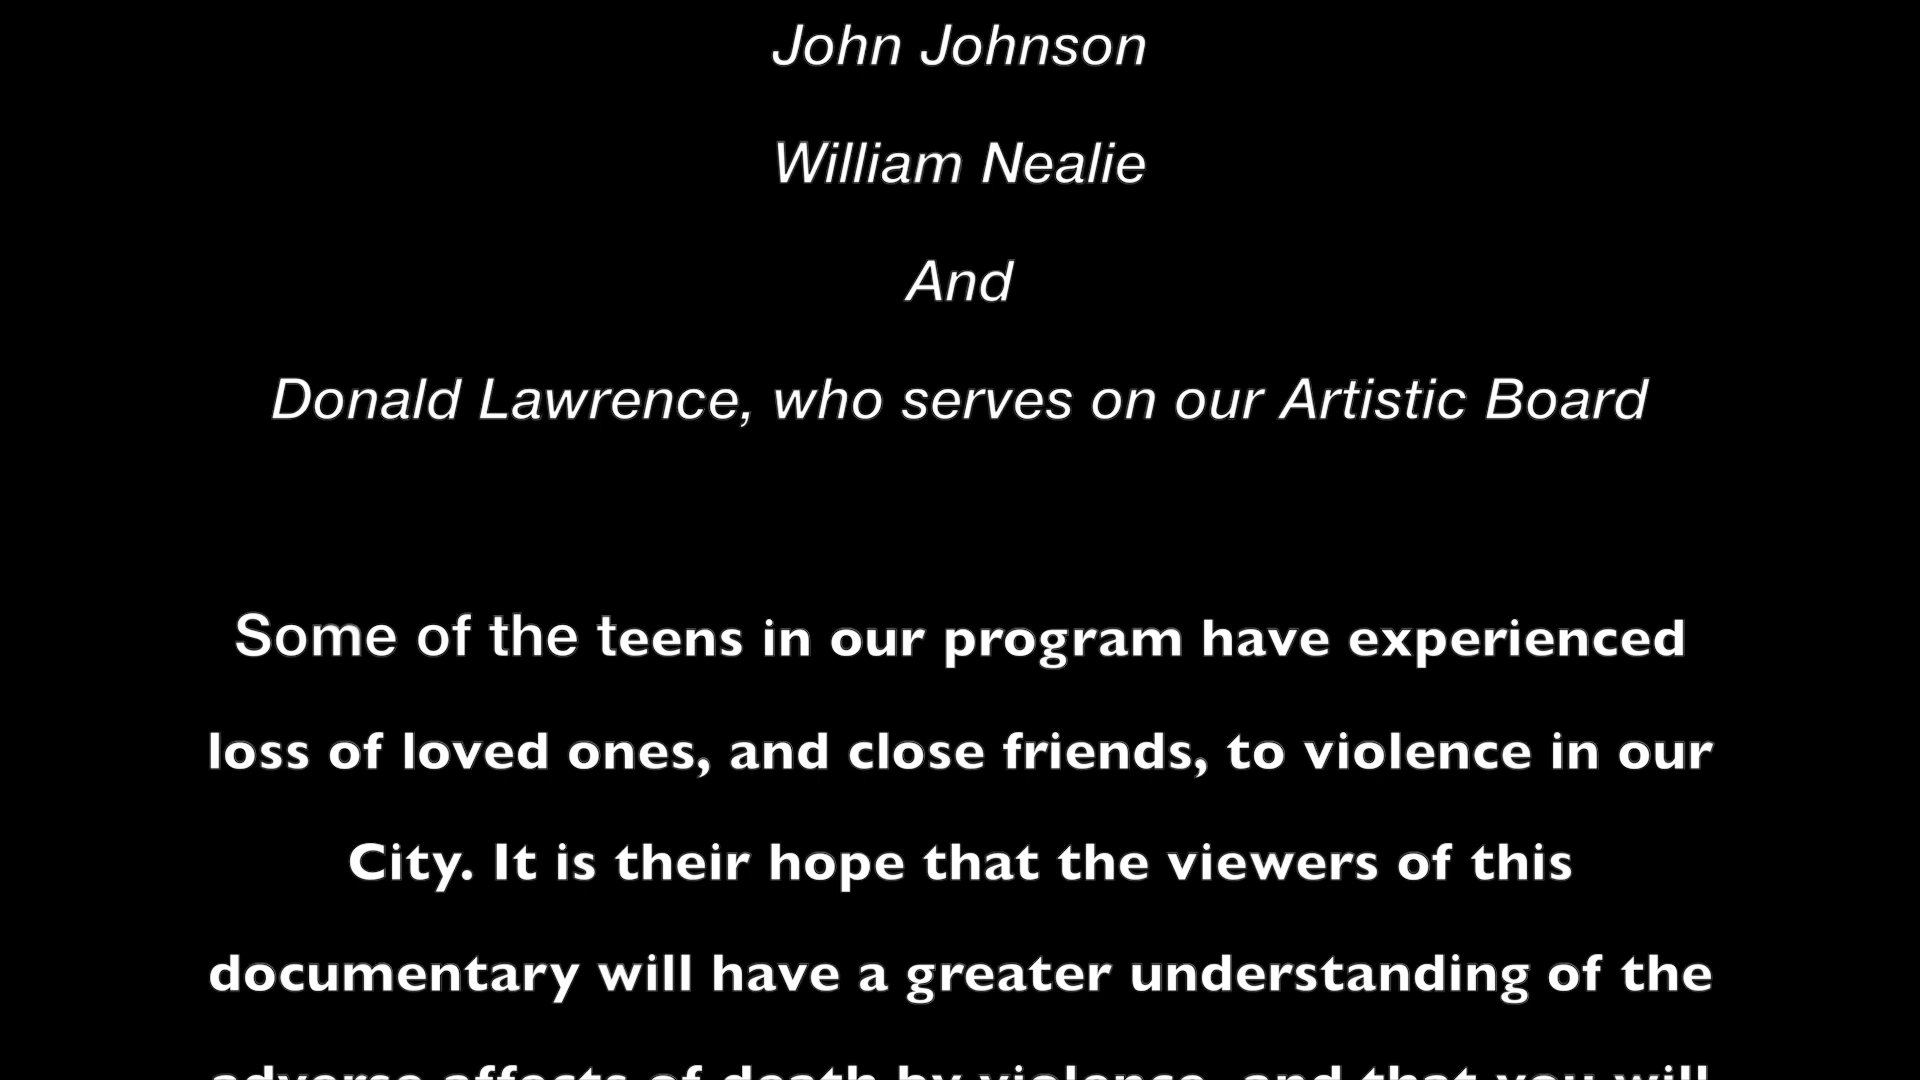 John Johnson
William Nealie
And
Donald Lawrence, who serves on our Artistic Board
Some of the teens in our program have experienced
loss of loved ones, and close friends, to violence in our
City. It is their hope that the viewers of this
documentary will have a greater understanding of the
adverse affects of death by violence, and that you will